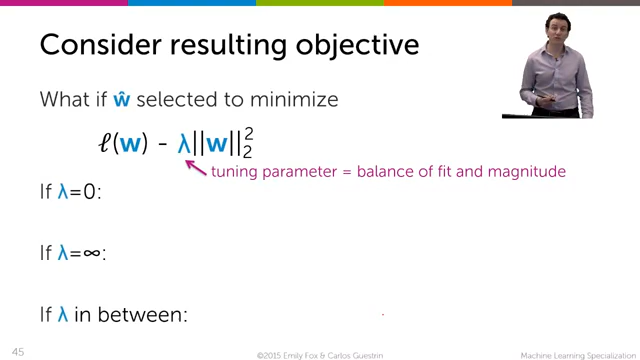 Consider resulting objective
What if ŵ selected to minimize
ℓ(w) - λ||w||₂²
tuning parameter = balance of fit and magnitude
If λ=0:
If λ=∞:
If λ in between:
45
©2015 Emily Fox & Carlos Guestrin
Machine Learning Specialization